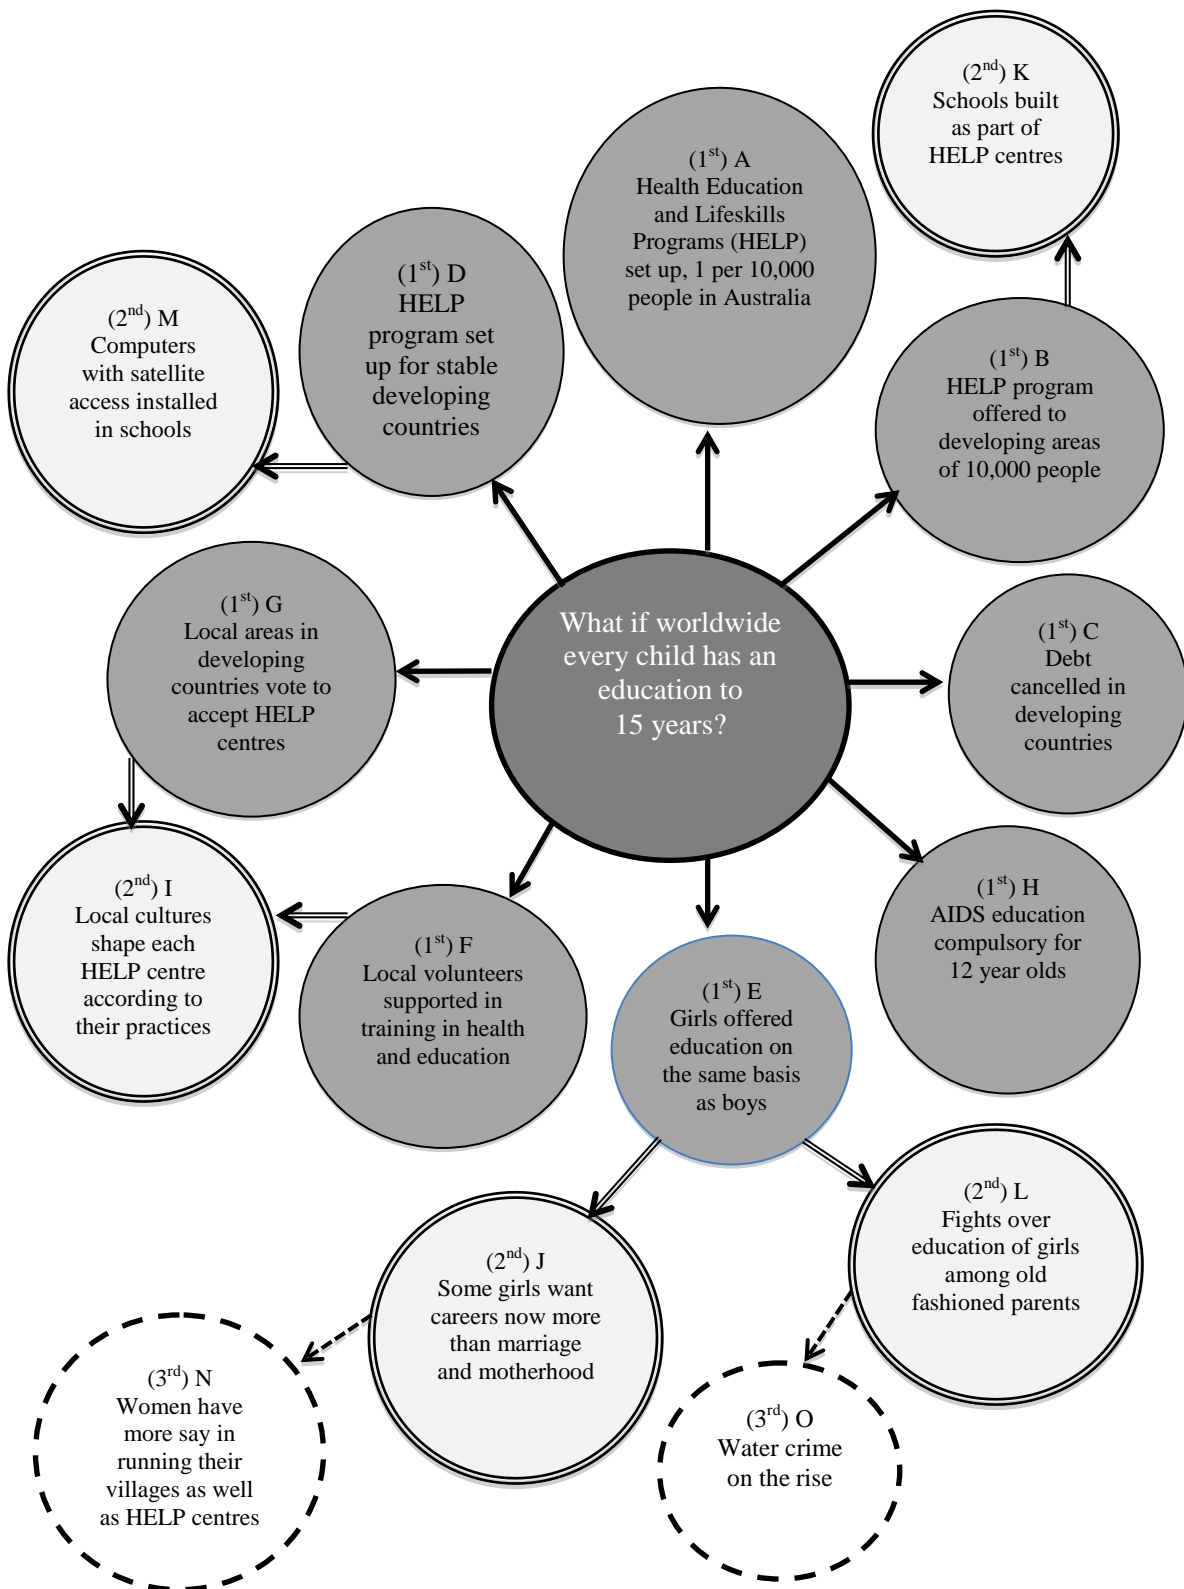 (2nd) K
Schools built
as part of
HELP centres
(1st) A
Health Education
and Lifeskills
Programs (HELP)
set up, 1 per 10,000
people in Australia
(1st) D
HELP
program set
up for stable
developing
countries
(2nd) M
Computers
with satellite
access installed
in schools
(1st) B
HELP program
offered to
developing areas
of 10,000 people
(1st) G
Local areas in
developing
countries vote to
accept HELP
centres
What if worldwide
every child has an
education to
15 years?
(1st) C
Debt
cancelled in
developing
countries
(2nd) I
Local cultures
shape each
HELP centre
according to
their practices
(1st) F
Local volunteers
supported in
training in health
and education
(1st) E
Girls offered
education on
the same basis
as boys
(1st) H
AIDS education
compulsory for
12 year olds
(2nd) J
Some girls want
careers now more
than marriage
and motherhood
(2nd) L
Fights over
education of girls
among old
fashioned parents
(3rd) N
Women have
more say in
running their
villages as well
as HELP centres
(3rd) O
Water crime
on the rise